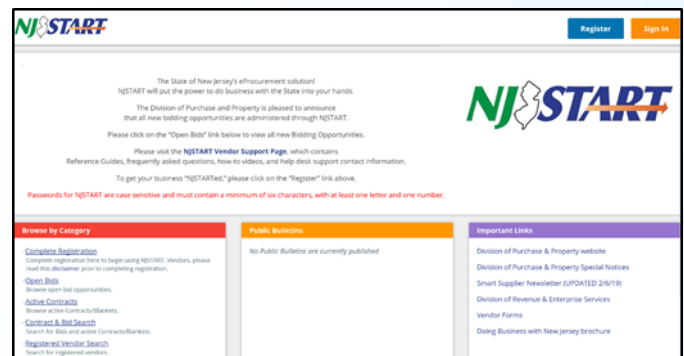 NJSTART
Register
Sign In
The State of New Jersey's eProcurement solution!
NJSTART will put the power to do business with the State into your hands.
The Division of Purchase and Property is pleased to announce
that all new bidding opportunities are administered through NJSTART.
Please click on the "Open Bids" link below to view all new Bidding Opportunities.
Please visit the NJSTART Vendor Support Page, which contains
Reference Guides, frequently asked questions, how-to videos, and help desk support contact information.
To get your business "NJSTARTed," please click on the "Register" link above.
Passwords for NJSTART are case sensitive and must contain a minimum of six characters, with at least one letter and one number.
NJSTART
Browse by Category
Complete Registration
Complete registration here to begin using NJSTART. Vendors, please
read this disclaimer prior to completing registration.
Open Bids
Browse open bid opportunities.
Active Contracts
Browse active Contracts/Blankets.
Contract & Bid Search
Search for Bids and active Contracts/Blankets.
Registered Vendor Search
Search for registered vendors.
Public Bulletins
No Public Bulletins are currently published
Important Links
Division of Purchase & Property website
Division of Purchase & Property Special Notices
Smart Supplier Newsletter (UPDATED 2/6/19)
Division of Revenue & Enterprise Services
Vendor Forms
Doing Business with New Jersey brochure